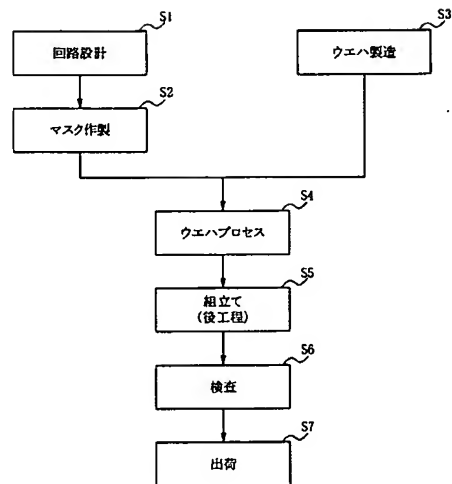 S1
回路設計
S3
ウエハ製造
S2
マスク作製
S4
ウエハプロセス
S5
組立て
(後工程)
S6
検査
S7
出荷